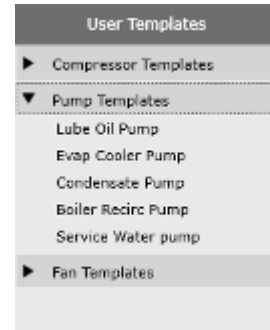 User Templates
Compressor Templates
Pump Templates
Lube Oil Pump
Evap Cooler Pump
Condensate Pump
Boiler Recirc Pump
Service Water pump
Fan Templates